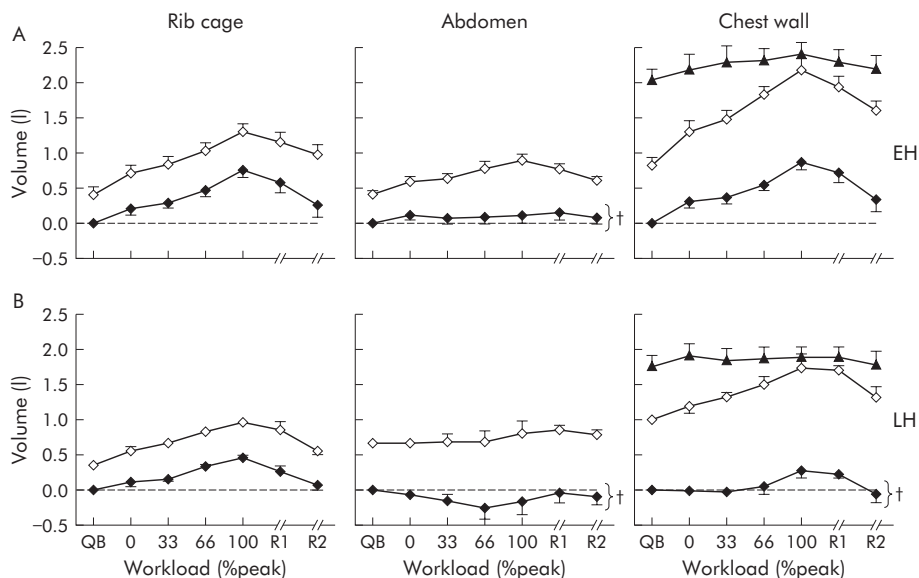 Rib cage Abdomen Chest wall
A
Volume (l)
2.5
2.0
1.5
1.0
0.5
0.0
−0.5
†
EH
B
Volume (l)
2.5
2.0
1.5
1.0
0.5
0.0
−0.5
†
†
LH
QB 0 33 66 100 R1 R2 QB 0 33 66 100 R1 R2 QB 0 33 66 100 R1 R2
Workload (%peak) Workload (%peak) Workload (%peak)